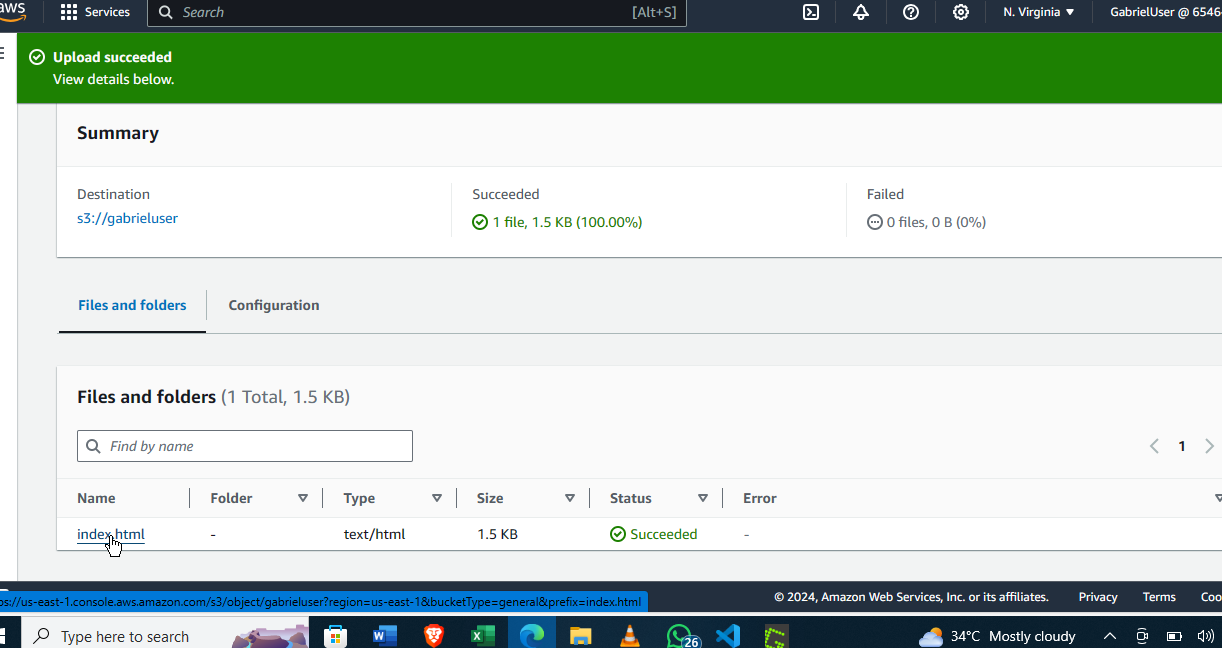 aws
Services
Search [Alt+S]
N. Virginia
GabrielUser @ 6546
Upload succeeded
View details below.
Summary
Destination
s3://gabrieluser
Succeeded
1 file, 1.5 KB (100.00%)
Failed
0 files, 0 B (0%)
Files and folders
Configuration
Files and folders (1 Total, 1.5 KB)
Find by name
1
Name Folder Type Size Status Error
index.html - text/html 1.5 KB Succeeded -
ps://us-east-1.console.aws.amazon.com/s3/object/gabrieluser?region=us-east-1&bucketType=general&prefix=index.html
© 2024, Amazon Web Services, Inc. or its affiliates. Privacy Terms Coo
Type here to search
26
34°C Mostly cloudy